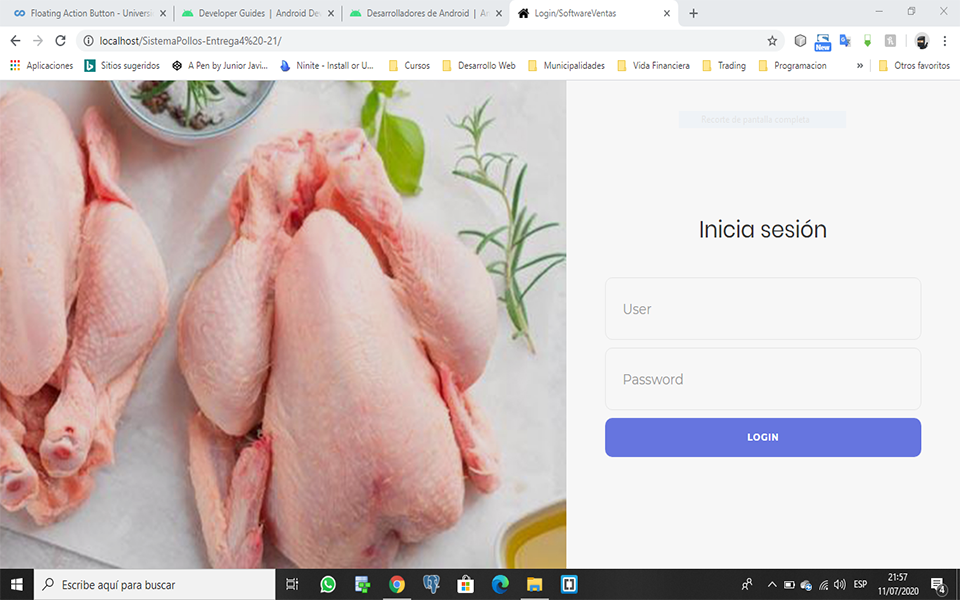 Floating Action Button - Universi
Developer Guides | Android De
Desarrolladores de Android | An
Login/SoftwareVentas
localhost/SistemaPollos-Entrega4%20-21/
New
Aplicaciones
Sitios sugeridos
A Pen by Junior Javi...
Ninite - Install or U...
Cursos
Desarrollo Web
Municipalidades
Vida Financiera
Trading
Programacion
»
Otros favoritos
Recorte de pantalla completa
Inicia sesión
User
Password
LOGIN
Escribe aquí para buscar
ESP
21:57
11/07/2020
4